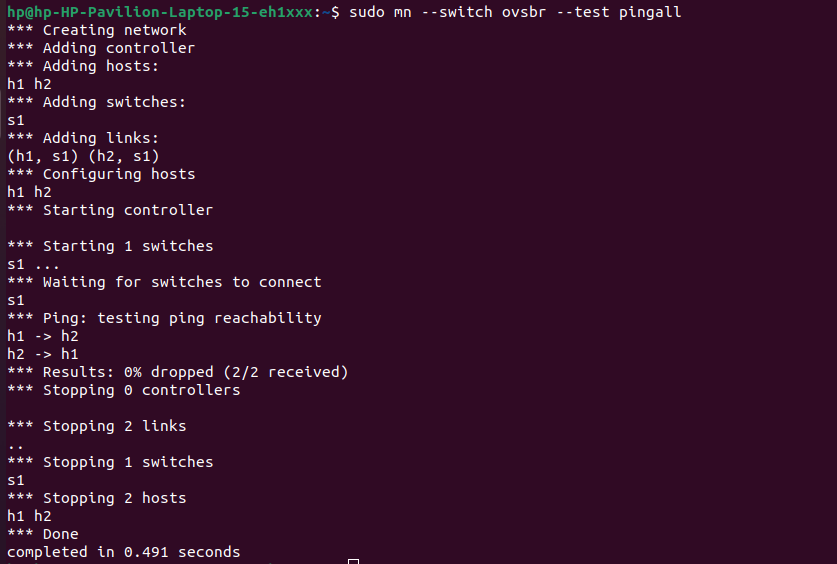 hp@hp-HP-Pavilion-Laptop-15-eh1xxx:~$ sudo mn --switch ovsbr --test pingall
*** Creating network
*** Adding controller
*** Adding hosts:
h1 h2
*** Adding switches:
s1
*** Adding links:
(h1, s1) (h2, s1)
*** Configuring hosts
h1 h2
*** Starting controller

*** Starting 1 switches
s1 ...
*** Waiting for switches to connect
s1
*** Ping: testing ping reachability
h1 -> h2
h2 -> h1
*** Results: 0% dropped (2/2 received)
*** Stopping 0 controllers

*** Stopping 2 links
..
*** Stopping 1 switches
s1
*** Stopping 2 hosts
h1 h2
*** Done
completed in 0.491 seconds